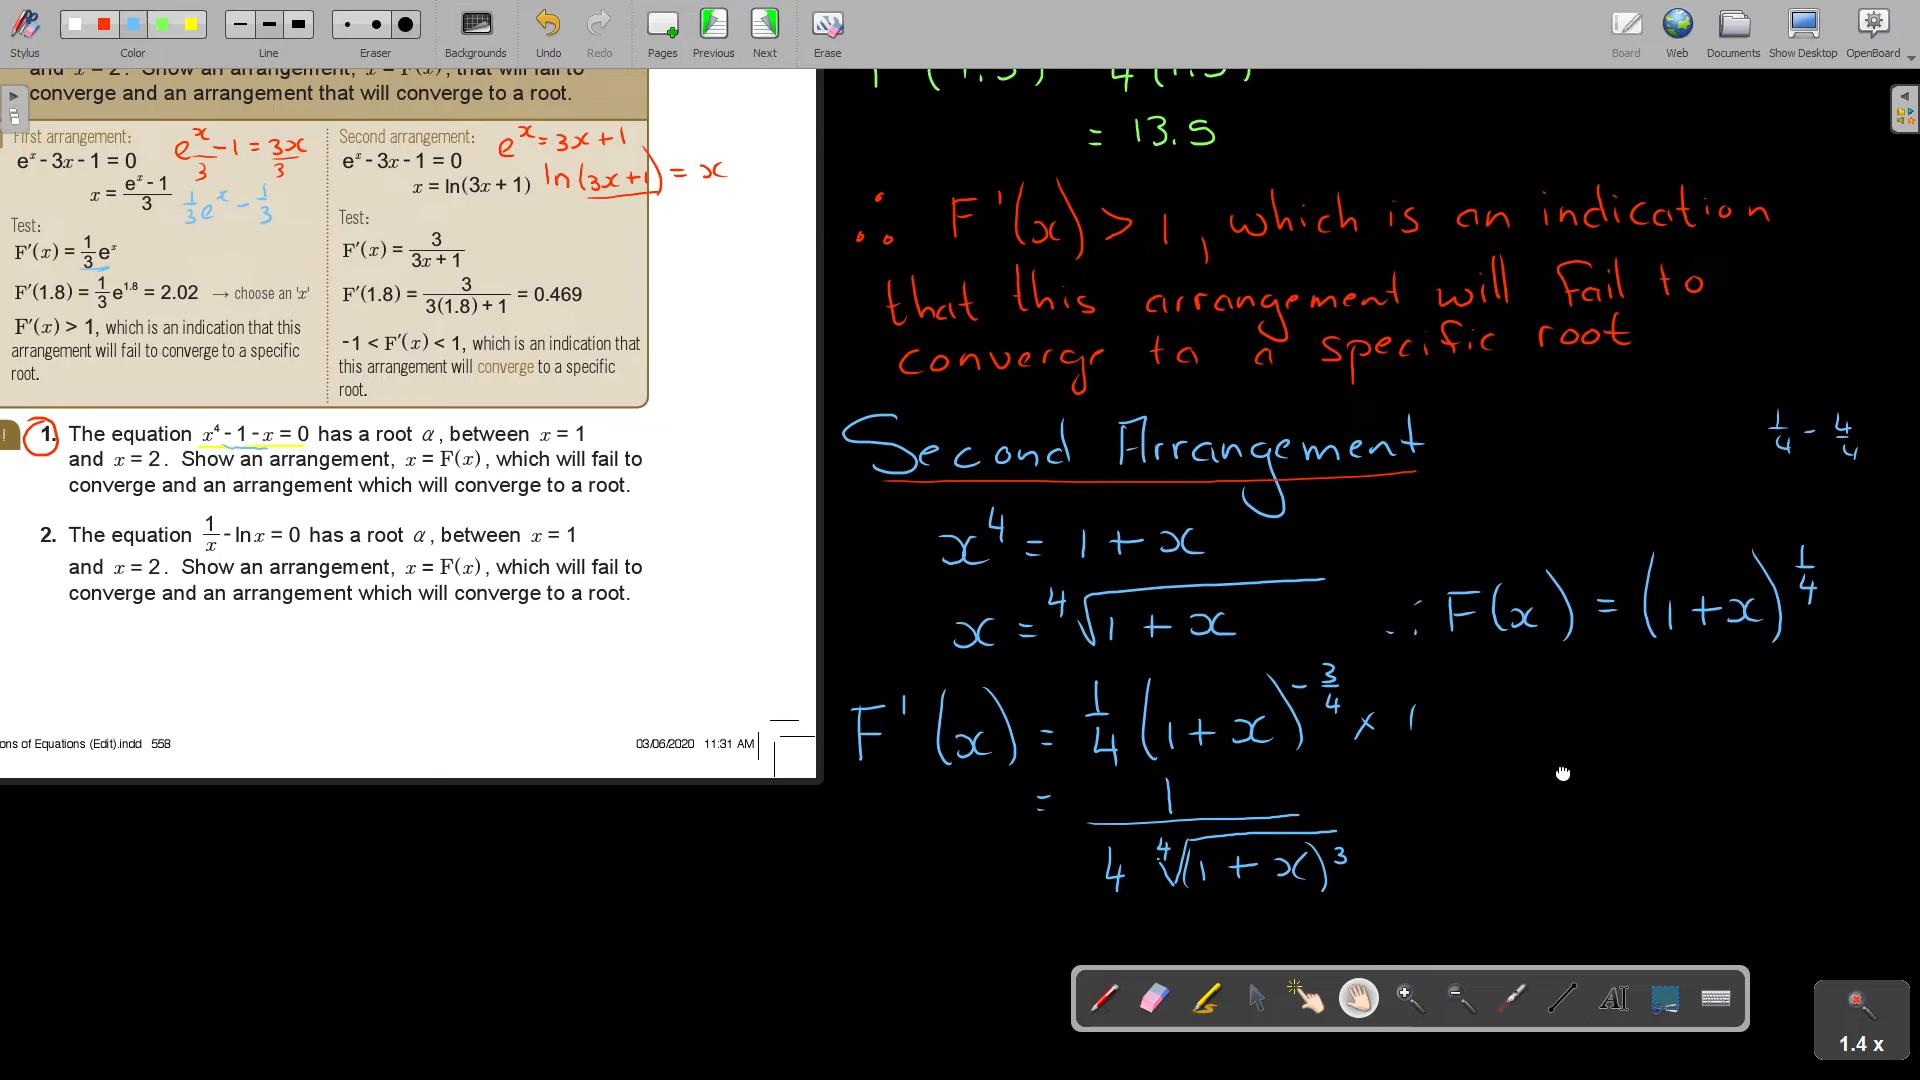 Stylus Color Line Eraser Backgrounds Undo Redo Pages Previous Next Erase Board Web Documents Show Desktop OpenBoard
converge and an arrangement that will converge to a root.
First arrangement:
eˣ - 3x - 1 = 0
x = (eˣ - 1)/3
eˣ - 1 = 3x
3 3
1/3 eˣ - 1/3
Test:
F′(x) = 1/3 eˣ
F′(1.8) = 1/3 e^1.8 = 2.02 → choose an 'x'
F′(x) > 1, which is an indication that this
arrangement will fail to converge to a specific
root.
Second arrangement:
eˣ - 3x - 1 = 0
x = ln(3x + 1)
eˣ = 3x + 1
ln(3x + 1) = x
Test:
F′(x) = 3/(3x + 1)
F′(1.8) = 3/(3(1.8) + 1) = 0.469
-1 < F′(x) < 1, which is an indication that
this arrangement will converge to a specific
root.
!
1. The equation x⁴ - 1 - x = 0 has a root α, between x = 1
and x = 2. Show an arrangement, x = F(x), which will fail to
converge and an arrangement which will converge to a root.
2. The equation 1/x - lnx = 0 has a root α, between x = 1
and x = 2. Show an arrangement, x = F(x), which will fail to
converge and an arrangement which will converge to a root.
ons of Equations (Edit).indd 558
03/06/2020 11:31 AM
= 13.5
∴ F'(x) > 1, which is an indication
that this arrangement will fail to
converge to a specific root
Second Arrangement
1/4 - 4/4
x⁴ = 1 + x
x = ⁴√(1 + x)
∴ F(x) = (1 + x)^(1/4)
F'(x) = 1/4 (1 + x)^(-3/4) × 1
= 1/(4 ⁴√(1 + x)³)
1.4 x